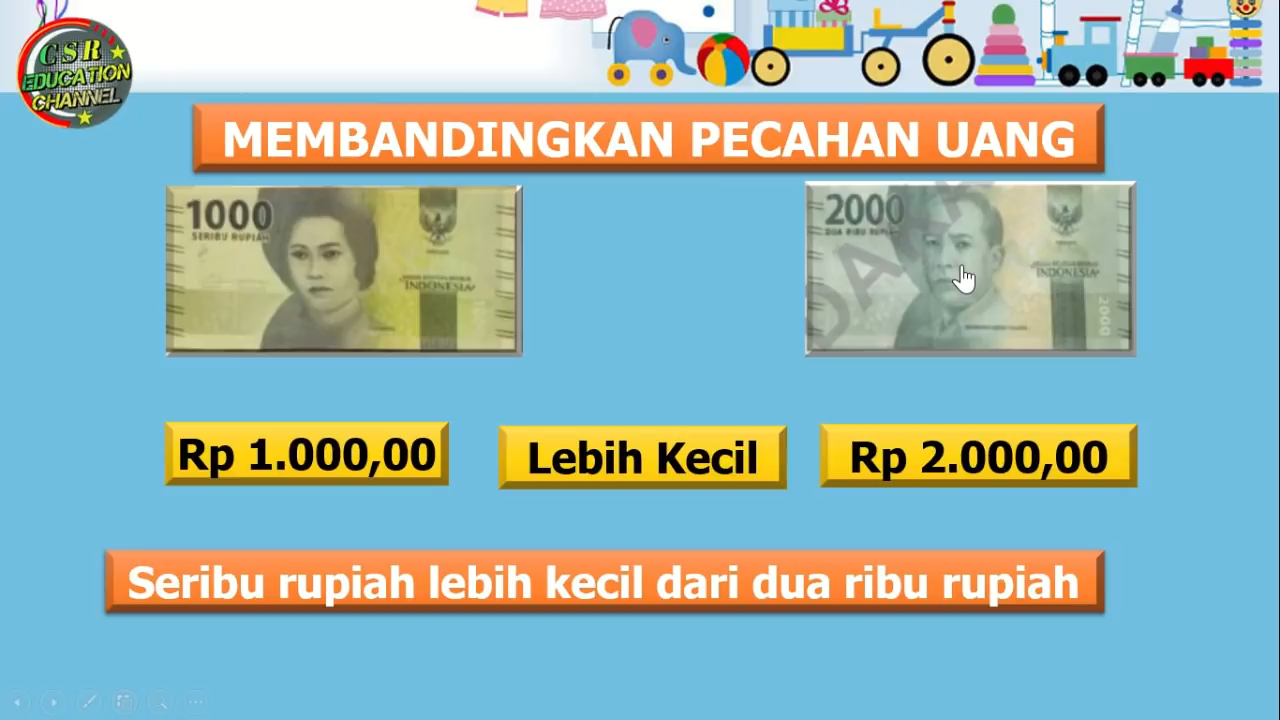 CSR
EDUCATION
CHANNEL
MEMBANDINGKAN PECAHAN UANG
1000
SERIBU RUPIAH
INDONESIA
2000
DUA RIBU RUPIAH
INDONESIA
2000
Rp 1.000,00
Lebih Kecil
Rp 2.000,00
Seribu rupiah lebih kecil dari dua ribu rupiah